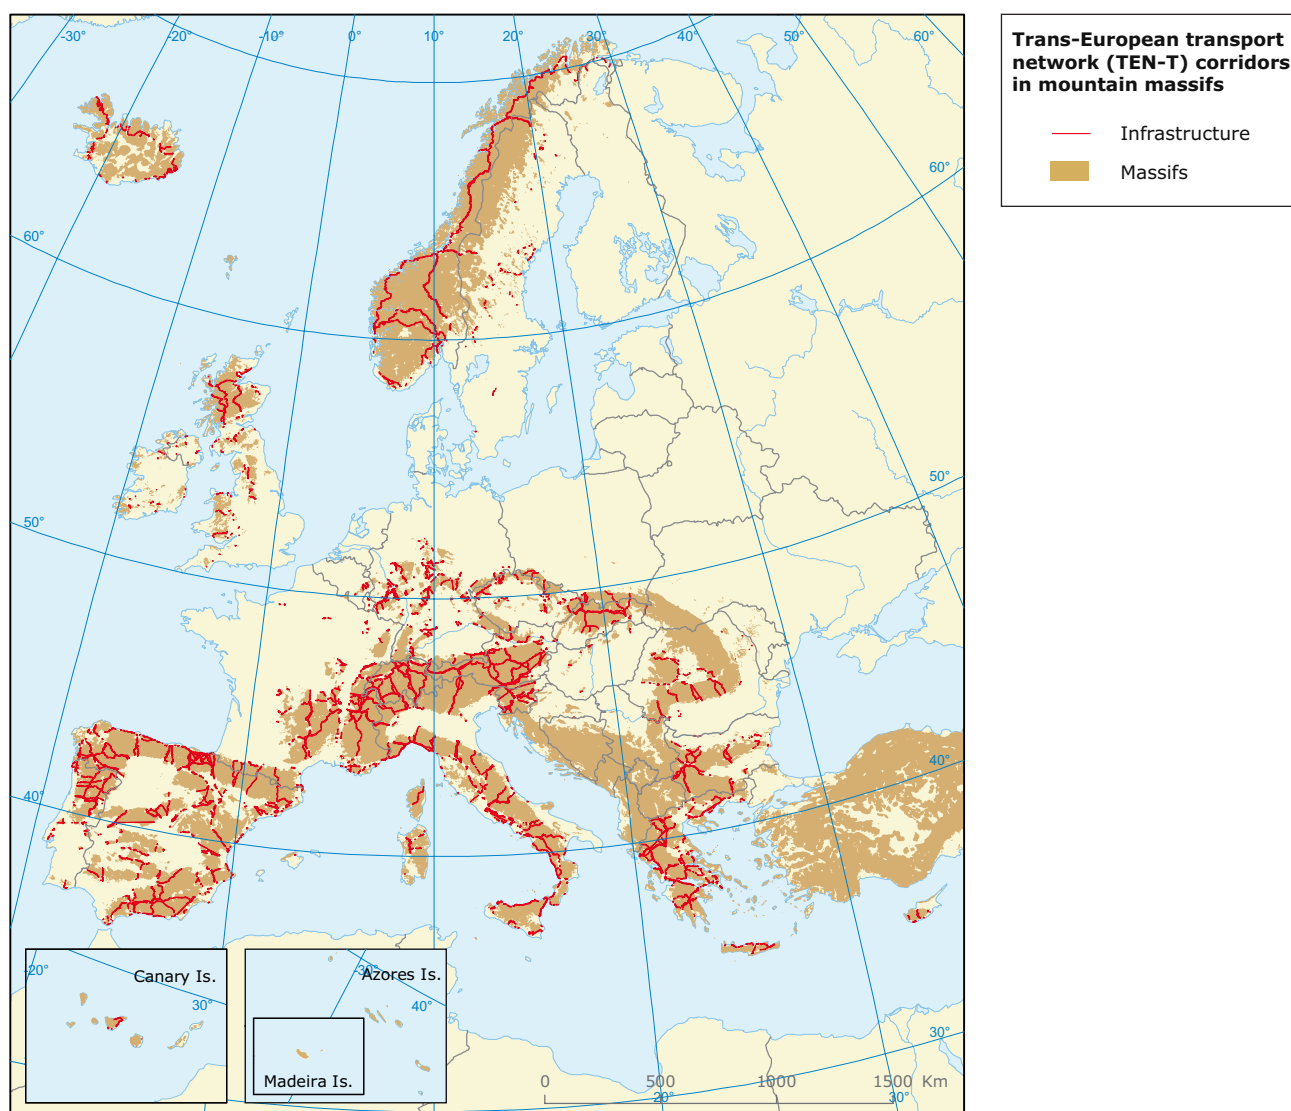 -30°
-20°
-10°
0°
10°
20°
30°
40°
50°
60°
Trans-European transport
network (TEN-T) corridors
in mountain massifs
Infrastructure
Massifs
60°
60°
50°
50°
40°
40°
30°
-20°
Canary Is.
30°
-30°
Azores Is.
40°
Madeira Is.
0 500 1000 1500 Km
20°
30°